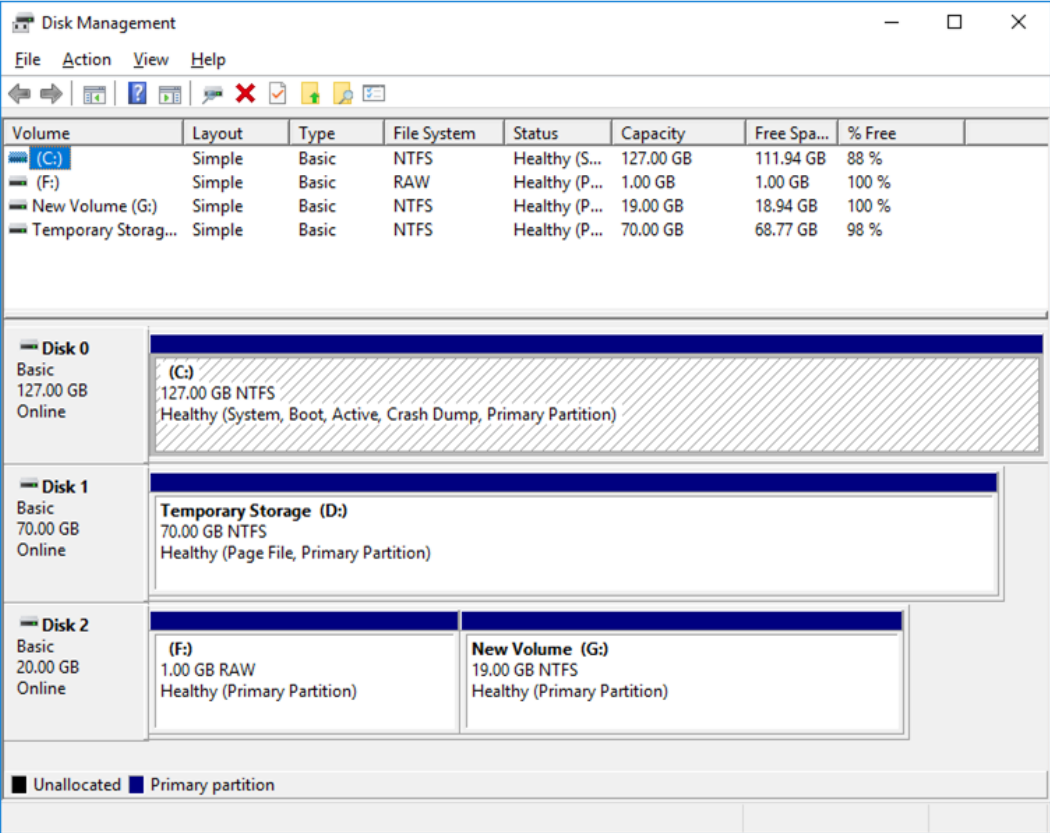 Disk Management
File Action View Help
Volume Layout Type File System Status Capacity Free Spa... % Free
(C:) Simple Basic NTFS Healthy (S... 127.00 GB 111.94 GB 88 %
(F:) Simple Basic RAW Healthy (P... 1.00 GB 1.00 GB 100 %
New Volume (G:) Simple Basic NTFS Healthy (P... 19.00 GB 18.94 GB 100 %
Temporary Storag... Simple Basic NTFS Healthy (P... 70.00 GB 68.77 GB 98 %
Disk 0
Basic
127.00 GB
Online
(C:)
127.00 GB NTFS
Healthy (System, Boot, Active, Crash Dump, Primary Partition)
Disk 1
Basic
70.00 GB
Online
Temporary Storage (D:)
70.00 GB NTFS
Healthy (Page File, Primary Partition)
Disk 2
Basic
20.00 GB
Online
(F:)
1.00 GB RAW
Healthy (Primary Partition)
New Volume (G:)
19.00 GB NTFS
Healthy (Primary Partition)
Unallocated Primary partition